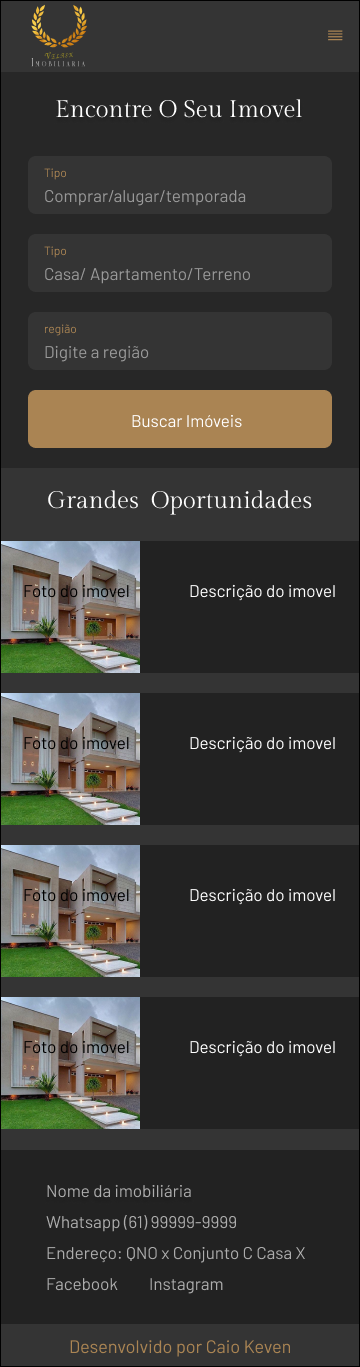 Imobiliaria
Encontre O Seu Imovel
Tipo
Comprar/alugar/temporada
Tipo
Casa/ Apartamento/Terreno
região
Digite a região
Buscar Imóveis
Grandes Oportunidades
Foto do imovel
Descrição do imovel
Foto do imovel
Descrição do imovel
Foto do imovel
Descrição do imovel
Foto do imovel
Descrição do imovel
Nome da imobiliária
Whatsapp (61) 99999-9999
Endereço: QNO x Conjunto C Casa X
Facebook Instagram
Desenvolvido por Caio Keven